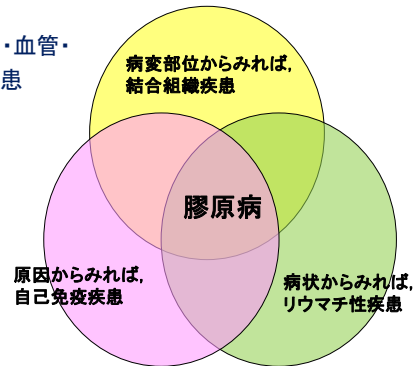 ・血管・
患
病変部位からみれば,
結合組織疾患
膠原病
原因からみれば,
自己免疫疾患
病状からみれば,
リウマチ性疾患